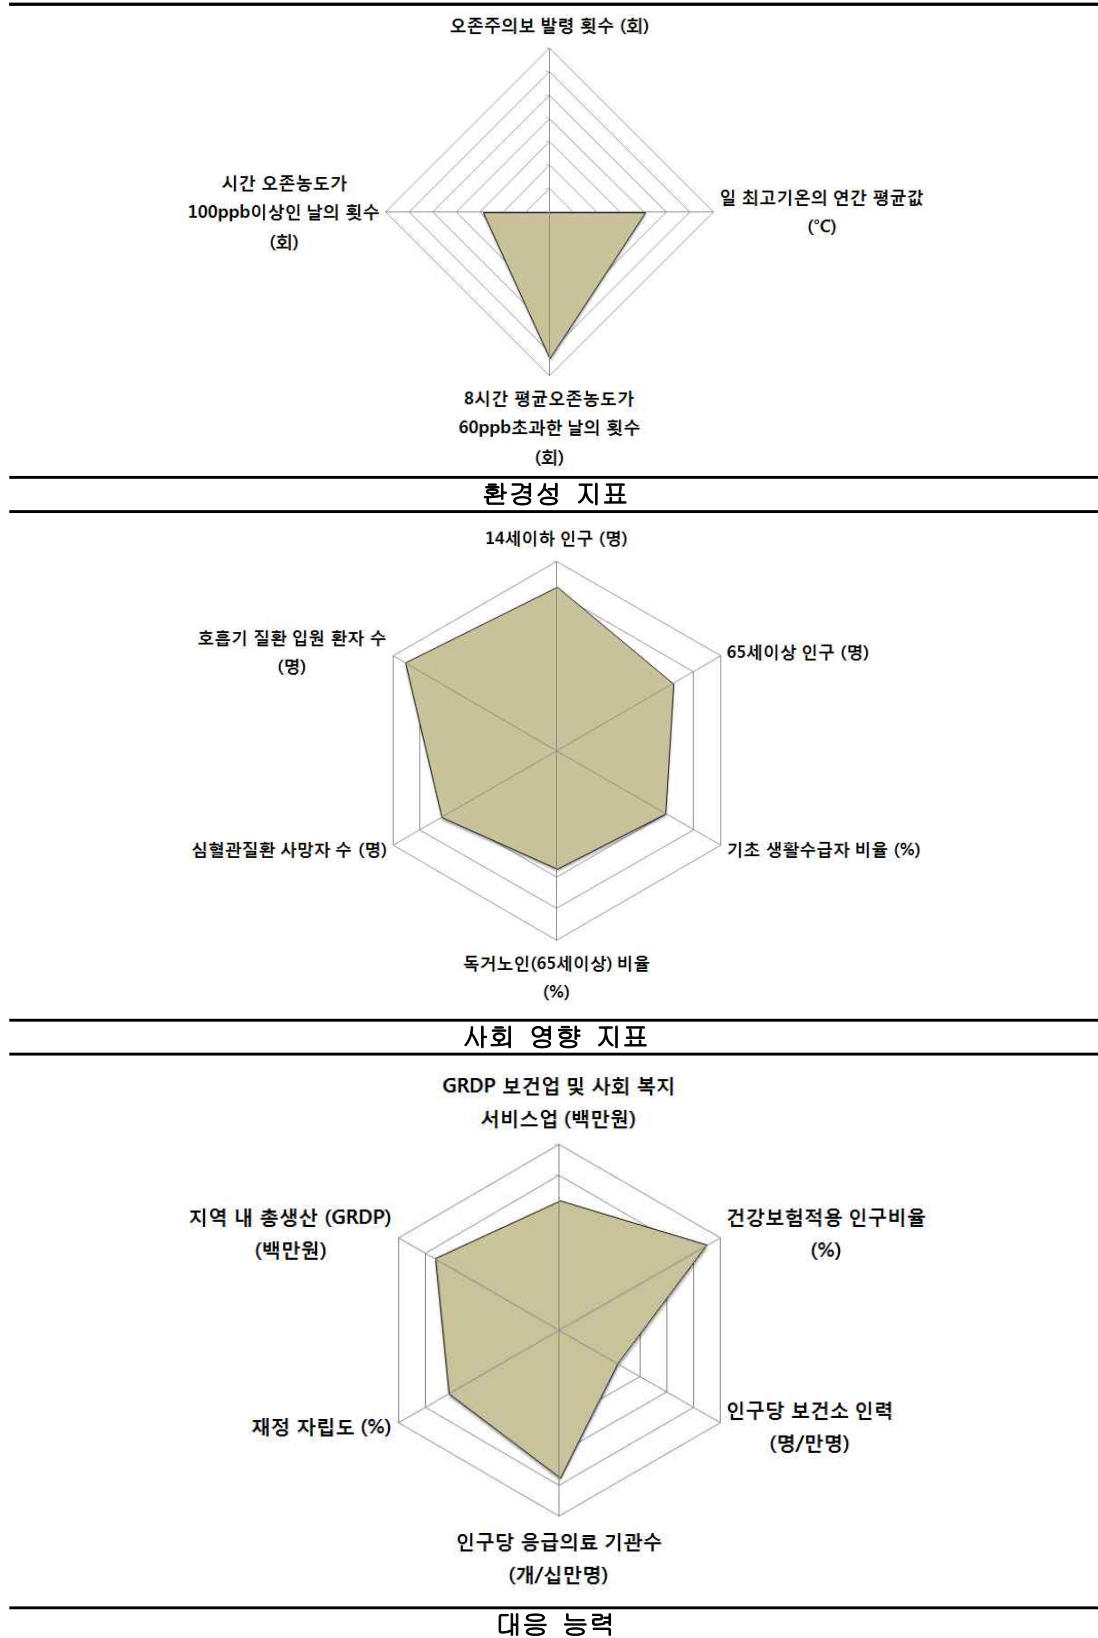 오존주의보 발령 횟수 (회)
시간 오존농도가
100ppb이상인 날의 횟수
(회)
일 최고기온의 연간 평균값
(℃)
8시간 평균오존농도가
60ppb초과한 날의 횟수
(회)
환경성 지표
14세이하 인구 (명)
호흡기 질환 입원 환자 수
(명)
65세이상 인구 (명)
심혈관질환 사망자 수 (명)
기초 생활수급자 비율 (%)
독거노인(65세이상) 비율
(%)
사회 영향 지표
GRDP 보건업 및 사회 복지
서비스업 (백만원)
지역 내 총생산 (GRDP)
(백만원)
건강보험적용 인구비율
(%)
재정 자립도 (%)
인구당 보건소 인력
(명/만명)
인구당 응급의료 기관수
(개/십만명)
대응 능력